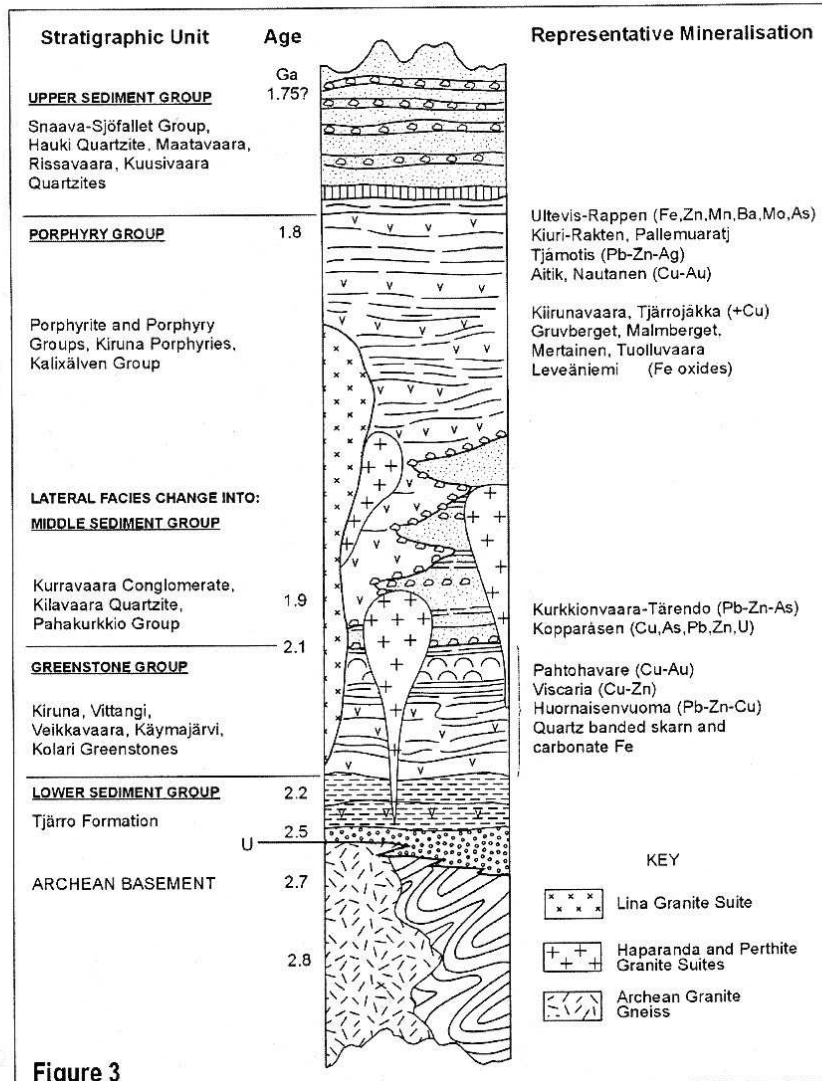 Stratigraphic Unit
Age
Representative Mineralisation
Ga
1.75?
UPPER SEDIMENT GROUP
Snaava-Sjöfallet Group,
Hauki Quartzite, Maatavaara,
Rissavaara, Kuusivaara
Quartzites
PORPHYRY GROUP
1.8
Ultevis-Rappen (Fe,Zn,Mn,Ba,Mo,As)
Kiuri-Rakten, Pallemuaratj
Tjåmotis (Pb-Zn-Ag)
Aitik, Nautanen (Cu-Au)
Porphyrite and Porphyry
Groups, Kiruna Porphyries,
Kalixälven Group
Kiirunavaara, Tjärrojåkka (+Cu)
Gruvberget, Malmberget,
Mertainen, Tuolluvaara
Leveäniemi (Fe oxides)
LATERAL FACIES CHANGE INTO:
MIDDLE SEDIMENT GROUP
Kurravaara Conglomerate,
Kilavaara Quartzite,
Pahakurkkio Group
1.9
2.1
Kurkkionvaara-Tärendo (Pb-Zn-As)
Kopparåsen (Cu,As,Pb,Zn,U)
GREENSTONE GROUP
Kiruna, Vittangi,
Veikkavaara, Käymajärvi,
Kolari Greenstones
Pahtohavare (Cu-Au)
Viscaria (Cu-Zn)
Huornaisenvuoma (Pb-Zn-Cu)
Quartz banded skarn and
carbonate Fe
LOWER SEDIMENT GROUP
2.2
Tjärro Formation
2.5
U
ARCHEAN BASEMENT
2.7
2.8
KEY
Lina Granite Suite
Haparanda and Perthite
Granite Suites
Archean Granite
Gneiss
Figure 3